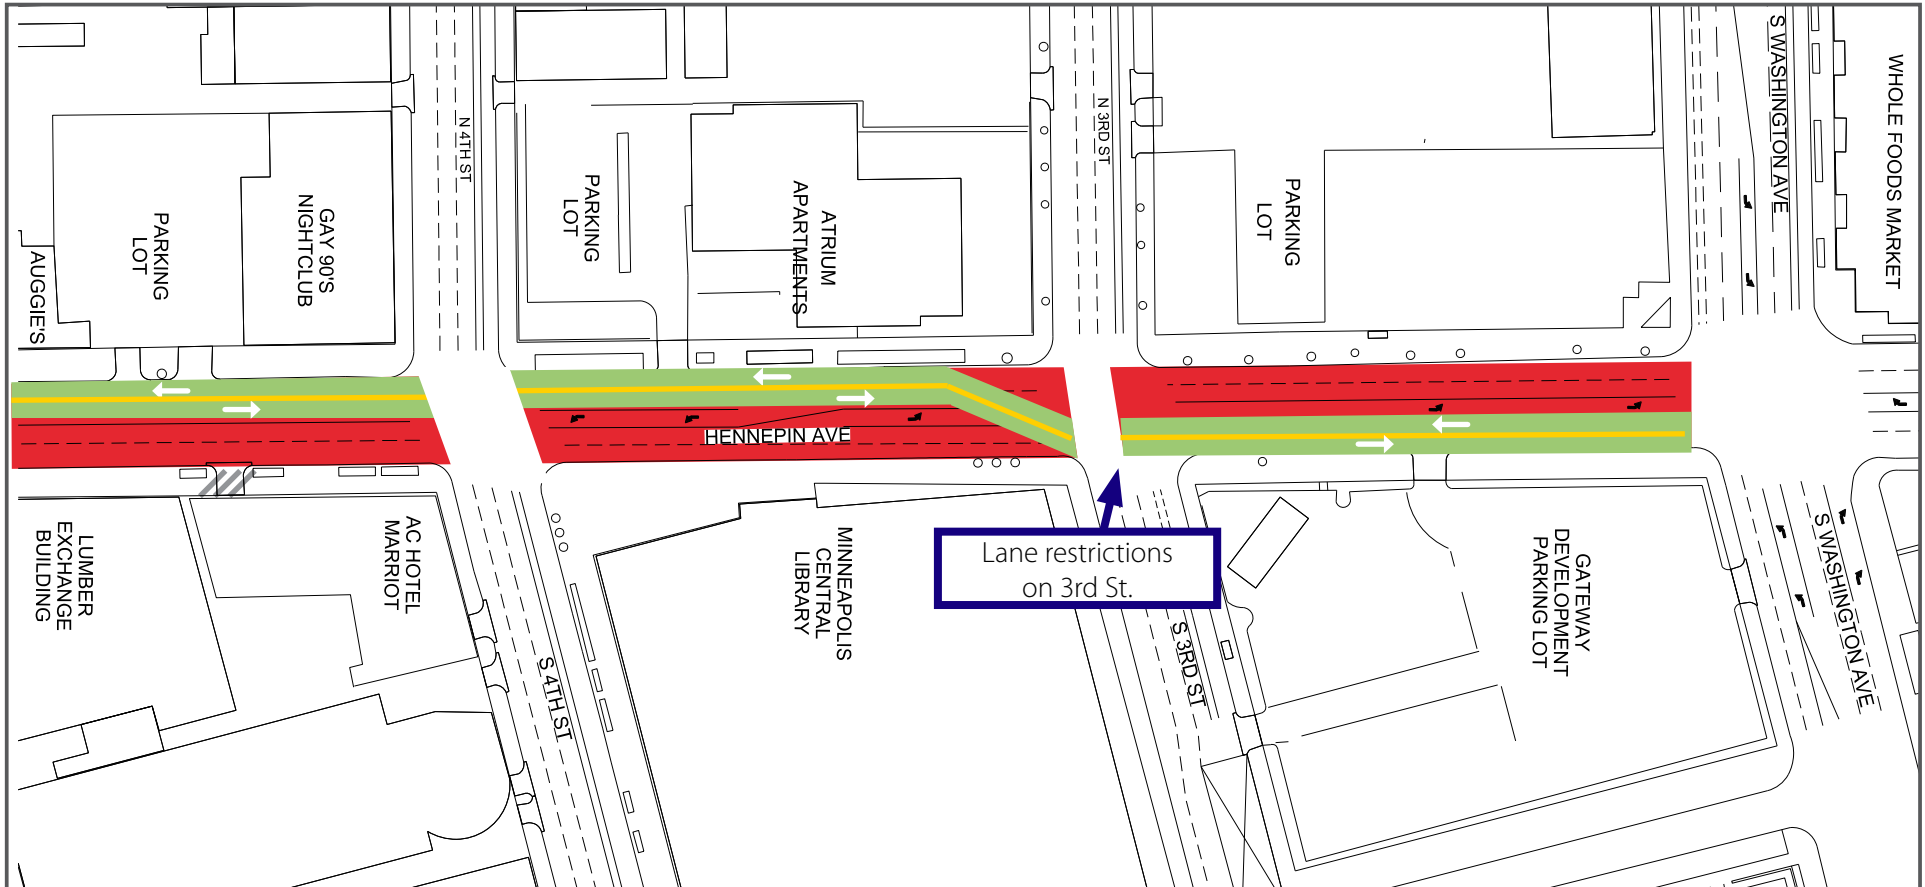 AUGGIE'S
PARKING
LOT
GAY 90'S
NIGHTCLUB
N 4TH ST
PARKING
LOT
ATRIUM
APARTMENTS
N 3RD ST
PARKING
LOT
S WASHINGTON AVE
WHOLE FOODS MARKET
HENNEPIN AVE
LUMBER
EXCHANGE
BUILDING
AC HOTEL
MARRIOT
S 4TH ST
MINNEAPOLIS
CENTRAL
LIBRARY
Lane restrictions
on 3rd St.
S 3RD ST
GATEWAY
DEVELOPMENT
PARKING LOT
S WASHINGTON AVE